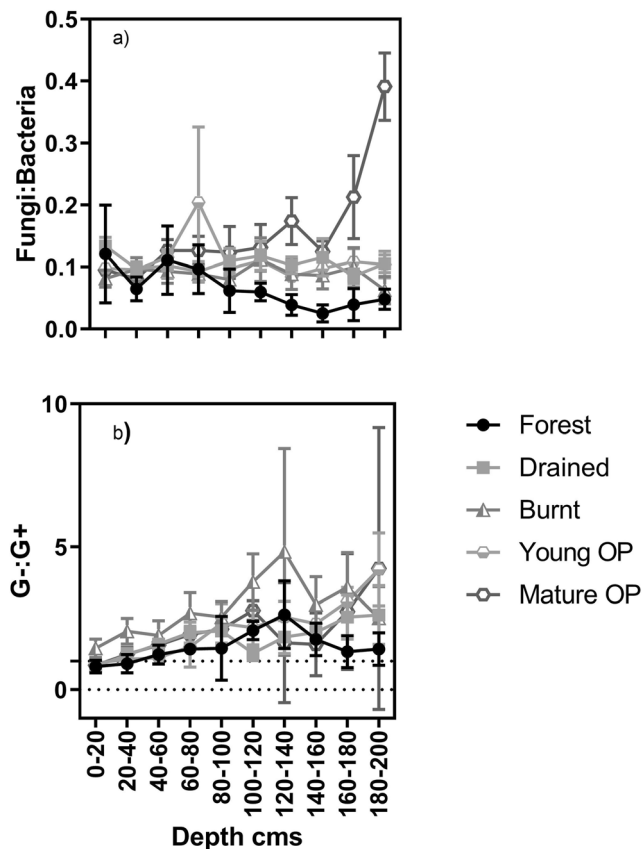 a)
0.5
0.4
0.3
0.2
0.1
0.0
Fungi:Bacteria
b)
10
5
0
G-:G+
0-20
20-40
40-60
60-80
80-100
100-120
120-140
140-160
160-180
180-200
Depth cms
Forest
Drained
Burnt
Young OP
Mature OP